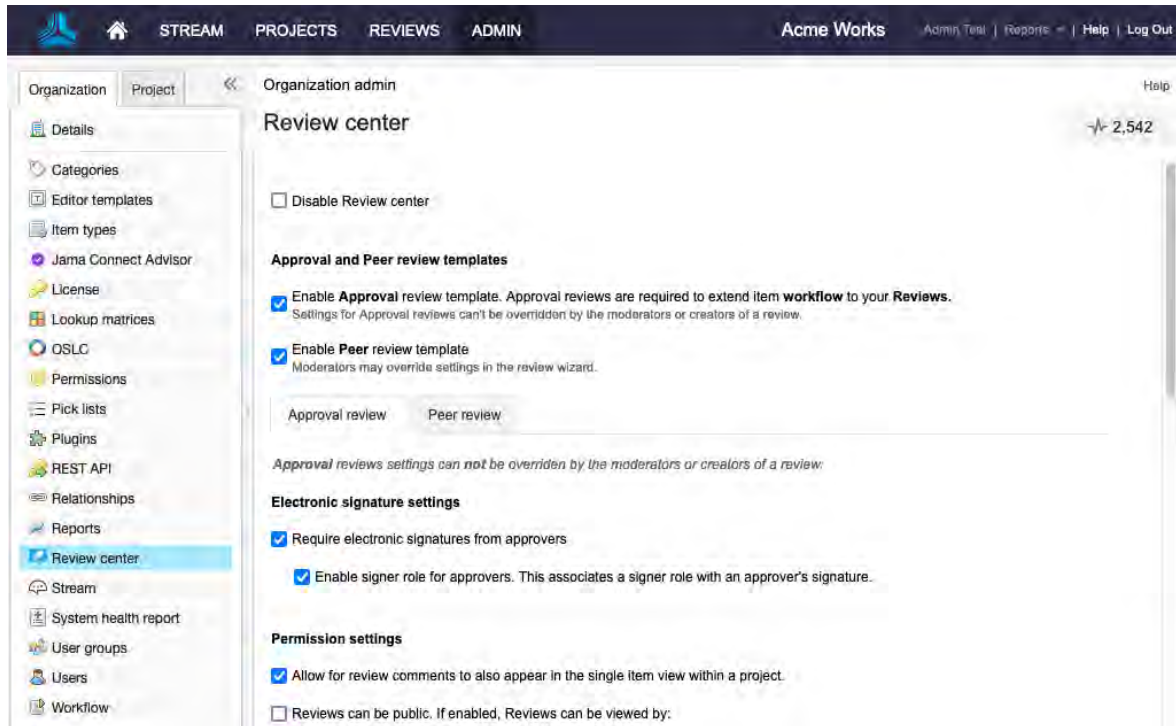 STREAM PROJECTS REVIEWS ADMIN Acme Works Admin Test | Reports | Help | Log Out
Organization Project
Organization admin
Help
Review center
2,542
Details
Categories
Editor templates
Item types
Jama Connect Advisor
License
Lookup matrices
OSLC
Permissions
Pick lists
Plugins
REST API
Relationships
Reports
Review center
Stream
System health report
User groups
Users
Workflow
Disable Review center
Approval and Peer review templates
Enable Approval review template. Approval reviews are required to extend item workflow to your Reviews.
Settings for Approval reviews can't be overridden by the moderators or creators of a review.
Enable Peer review template
Moderators may override settings in the review wizard.
Approval review Peer review
Approval reviews settings can not be overriden by the moderators or creators of a review.
Electronic signature settings
Require electronic signatures from approvers
Enable signer role for approvers. This associates a signer role with an approver's signature.
Permission settings
Allow for review comments to also appear in the single item view within a project.
Reviews can be public. If enabled, Reviews can be viewed by: